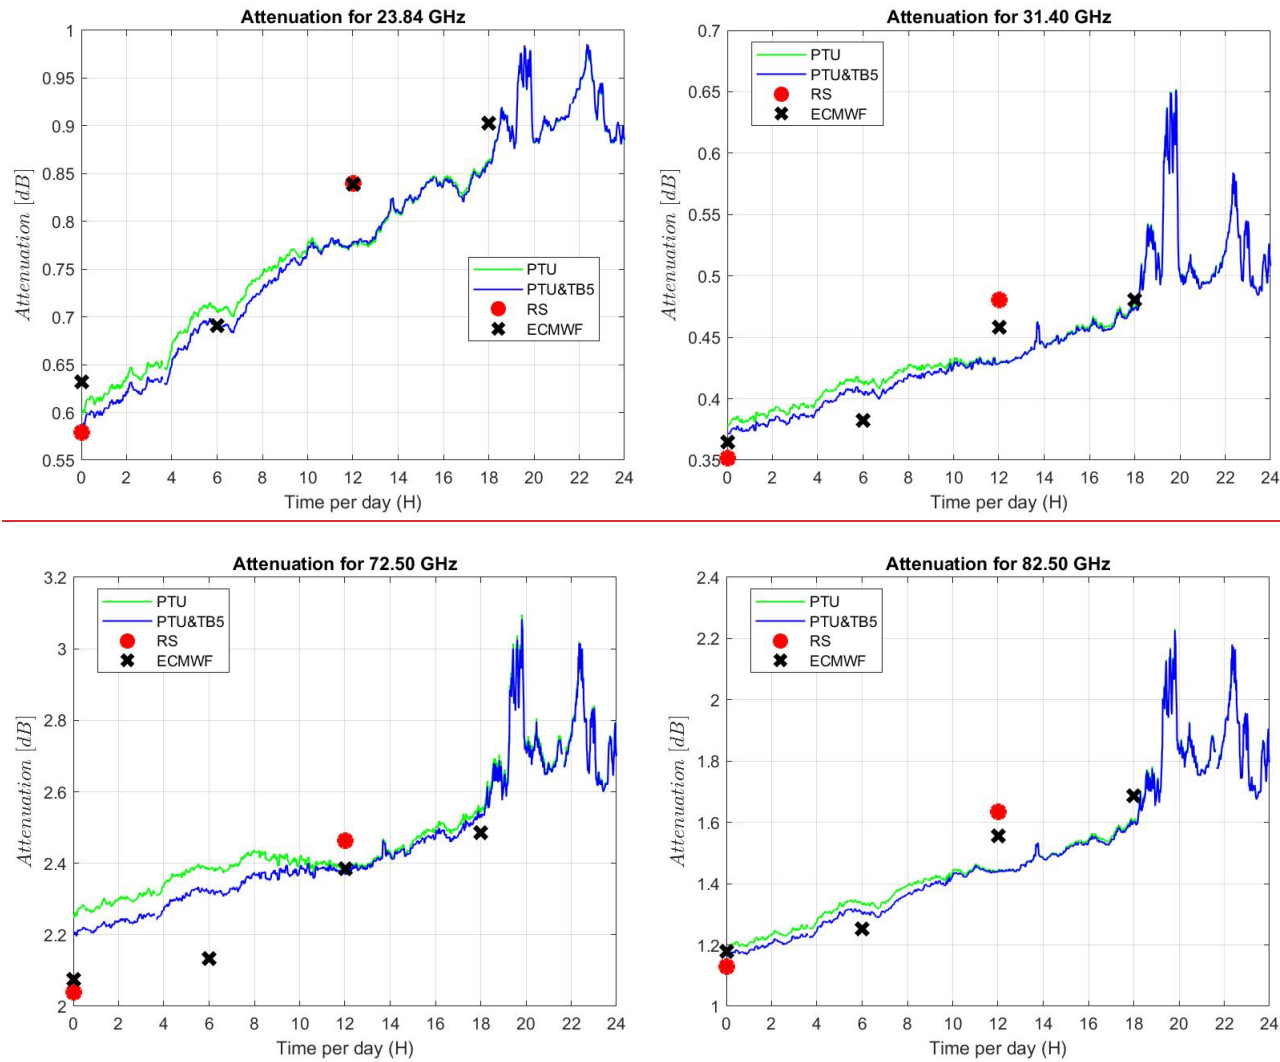 Attenuation for 23.84 GHz
Attenuation [dB]
1
0.95
0.9
0.85
0.8
0.75
0.7
0.65
0.6
0.55
PTU
PTU&TB5
RS
ECMWF
0 2 4 6 8 10 12 14 16 18 20 22 24
Time per day (H)
Attenuation for 31.40 GHz
Attenuation [dB]
0.7
0.65
0.6
0.55
0.5
0.45
0.4
0.35
PTU
PTU&TB5
RS
ECMWF
0 2 4 6 8 10 12 14 16 18 20 22 24
Time per day (H)
Attenuation for 72.50 GHz
Attenuation [dB]
3.2
3
2.8
2.6
2.4
2.2
2
PTU
PTU&TB5
RS
ECMWF
0 2 4 6 8 10 12 14 16 18 20 22 24
Time per day (H)
Attenuation for 82.50 GHz
Attenuation [dB]
2.4
2.2
2
1.8
1.6
1.4
1.2
1
PTU
PTU&TB5
RS
ECMWF
0 2 4 6 8 10 12 14 16 18 20 22 24
Time per day (H)